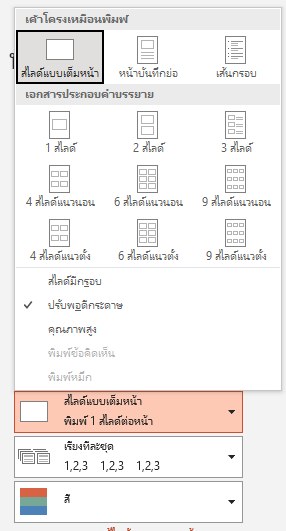 เค้าโครงเหมือนพิมพ์
สไลด์แบบเต็มหน้า หน้าบันทึกย่อ เส้นกรอบ
เอกสารประกอบคำบรรยาย
1 สไลด์ 2 สไลด์ 3 สไลด์
4 สไลด์แนวนอน 6 สไลด์แนวนอน 9 สไลด์แนวนอน
4 สไลด์แนวตั้ง 6 สไลด์แนวตั้ง 9 สไลด์แนวตั้ง
สไลด์มีกรอบ
ปรับพอดีกระดาษ
คุณภาพสูง
พิมพ์ข้อคิดเห็น
พิมพ์หมึก
สไลด์แบบเต็มหน้า
พิมพ์ 1 สไลด์ต่อหน้า
เรียงทีละชุด
1,2,3 1,2,3 1,2,3
สี